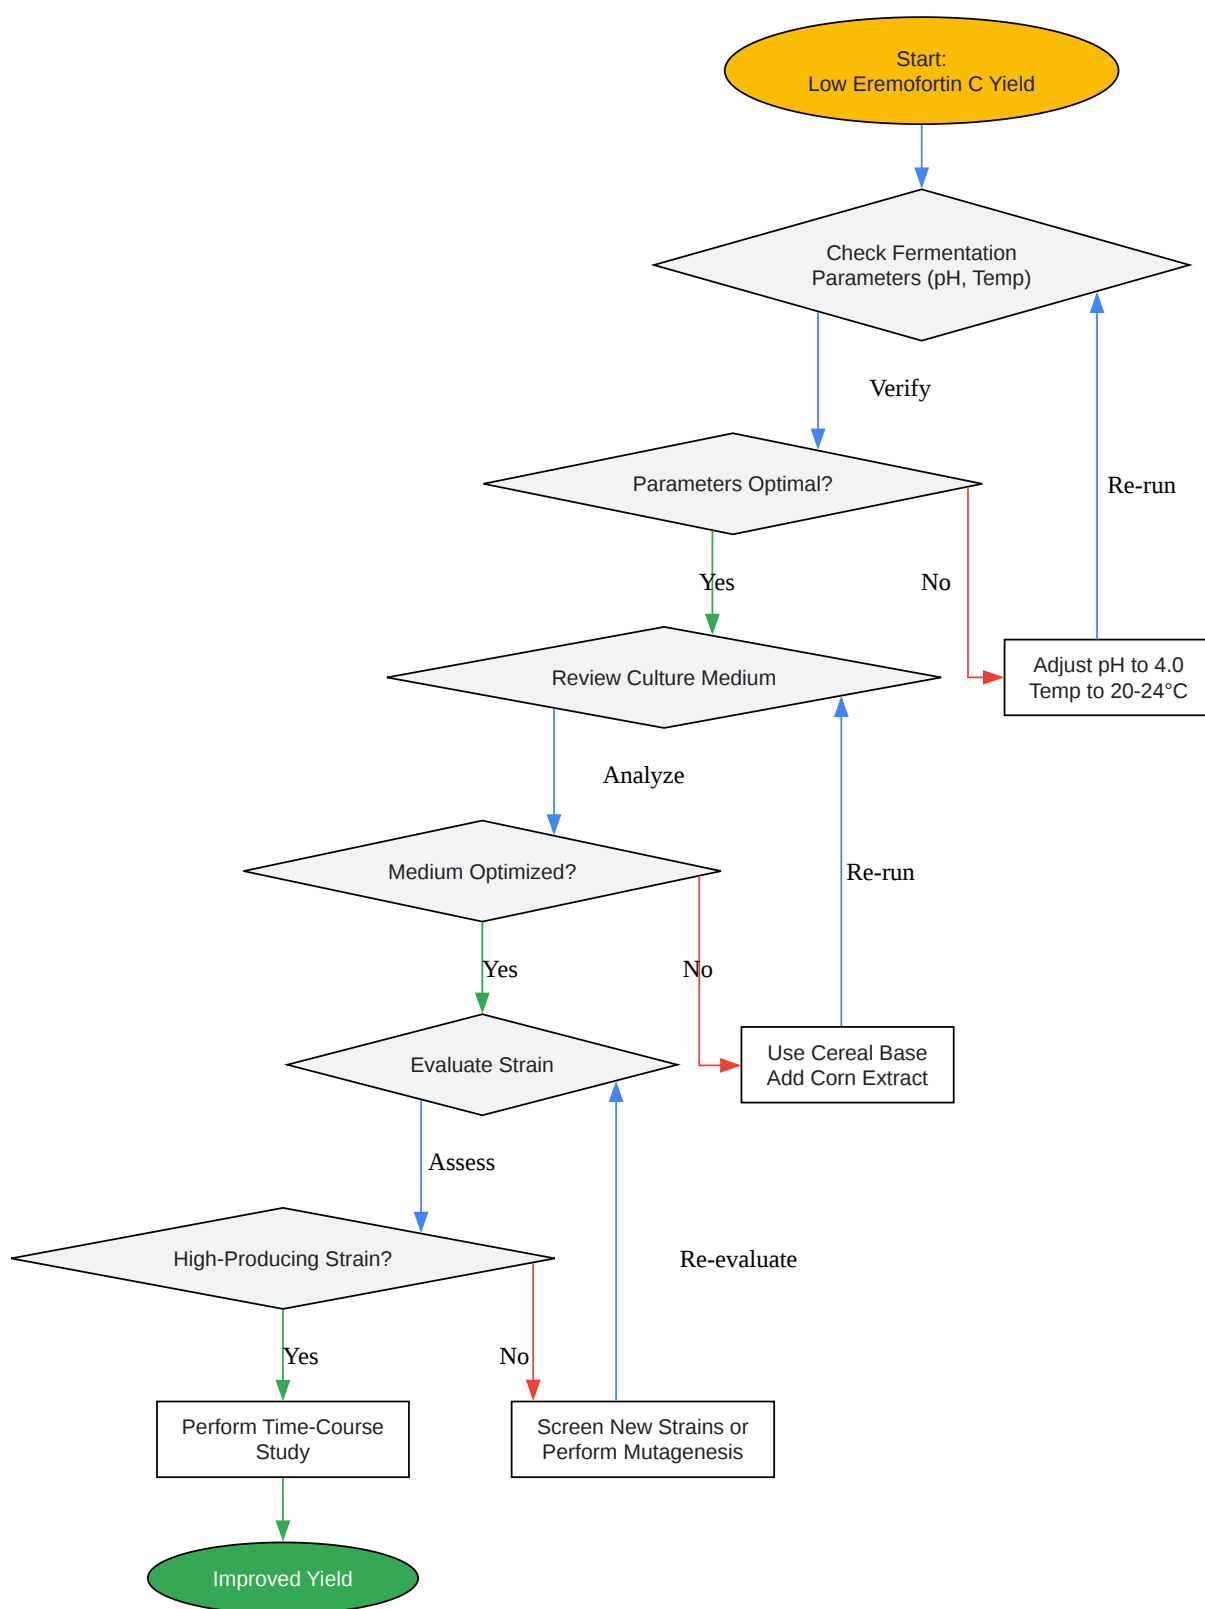 Start:
Low Eremofortin C Yield
Check Fermentation
Parameters (pH, Temp)
Verify
Parameters Optimal?
Re-run
Yes
No
Adjust pH to 4.0
Temp to 20-24°C
Review Culture Medium
Analyze
Medium Optimized?
Re-run
Yes
No
Use Cereal Base
Add Corn Extract
Evaluate Strain
Assess
High-Producing Strain?
Re-evaluate
Yes
No
Perform Time-Course
Study
Screen New Strains or
Perform Mutagenesis
Improved Yield